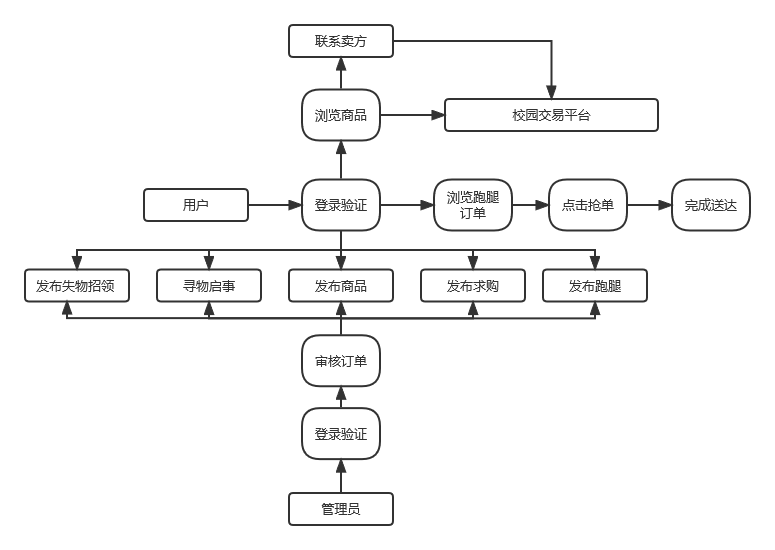 联系卖方
浏览商品
校园交易平台
用户
登录验证
浏览跑腿
订单
点击抢单
完成送达
发布失物招领
寻物启事
发布商品
发布求购
发布跑腿
审核订单
登录验证
管理员